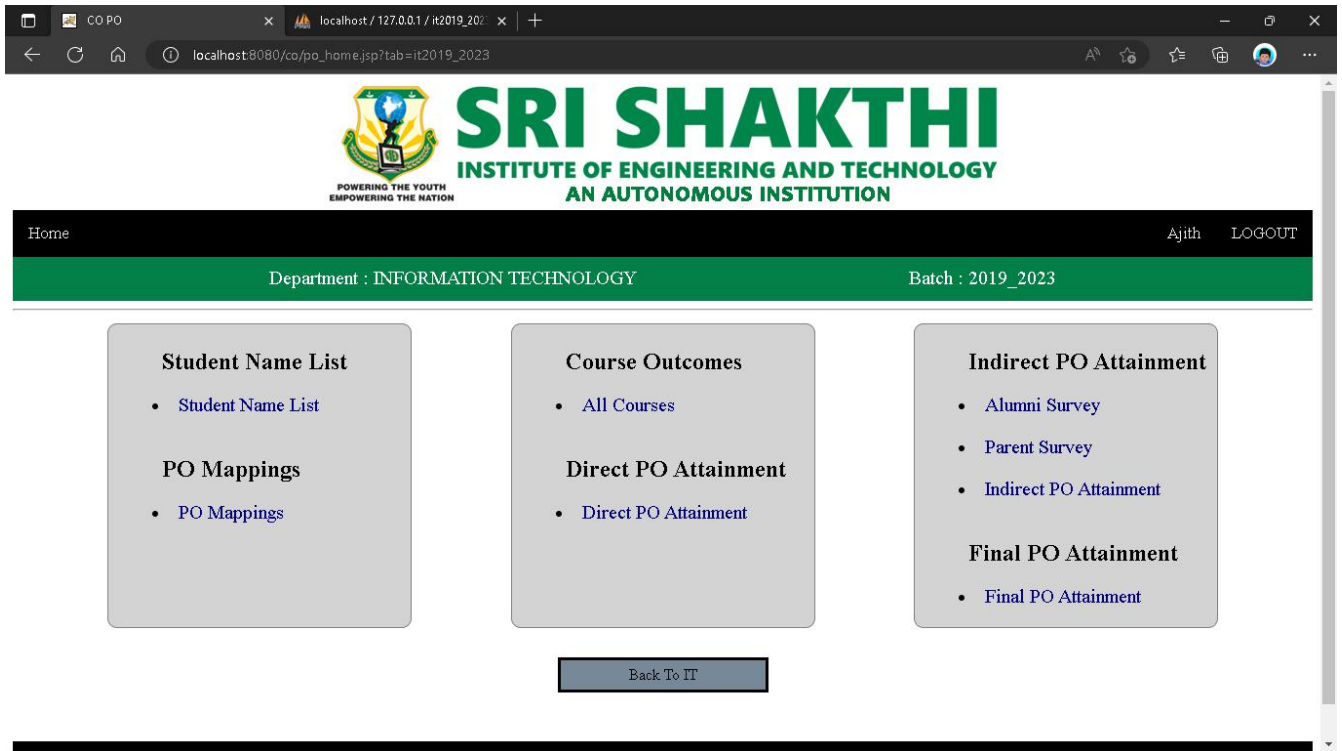 CO PO
localhost / 127.0.0.1 / it2019_202
localhost:8080/co/po_home.jsp?tab=it2019_2023
SRI SHAKTHI
INSTITUTE OF ENGINEERING AND TECHNOLOGY
AN AUTONOMOUS INSTITUTION
POWERING THE YOUTH
EMPOWERING THE NATION
Home
Ajith
LOGOUT
Department : INFORMATION TECHNOLOGY
Batch : 2019_2023
Student Name List
• Student Name List
PO Mappings
• PO Mappings
Course Outcomes
• All Courses
Direct PO Attainment
• Direct PO Attainment
Indirect PO Attainment
• Alumni Survey
• Parent Survey
• Indirect PO Attainment
Final PO Attainment
• Final PO Attainment
Back To IT